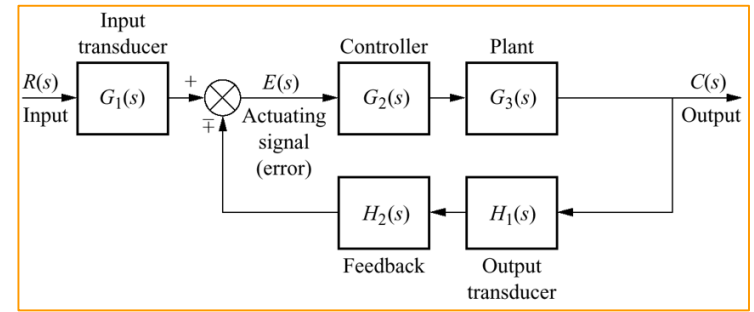 Input
transducer
Controller
Plant
R(s)
Input
G₁(s)
+
∓
E(s)
Actuating
signal
(error)
G₂(s)
G₃(s)
C(s)
Output
H₂(s)
H₁(s)
Feedback
Output
transducer